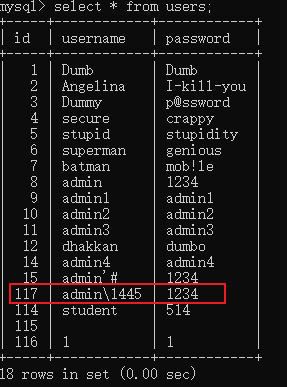 mysql> select * from users;
id | username | password
1 | Dumb | Dumb
2 | Angelina | I-kill-you
3 | Dummy | p@ssword
4 | secure | crappy
5 | stupid | stupidity
6 | superman | genious
7 | batman | mob!le
8 | admin | 1234
9 | admin1 | admin1
10 | admin2 | admin2
11 | admin3 | admin3
12 | dhakkan | dumbo
14 | admin4 | admin4
15 | admin'# | 1234
117 | admin\1445 | 1234
114 | student | 514
115 | |
116 | 1 | 1
18 rows in set (0.00 sec)